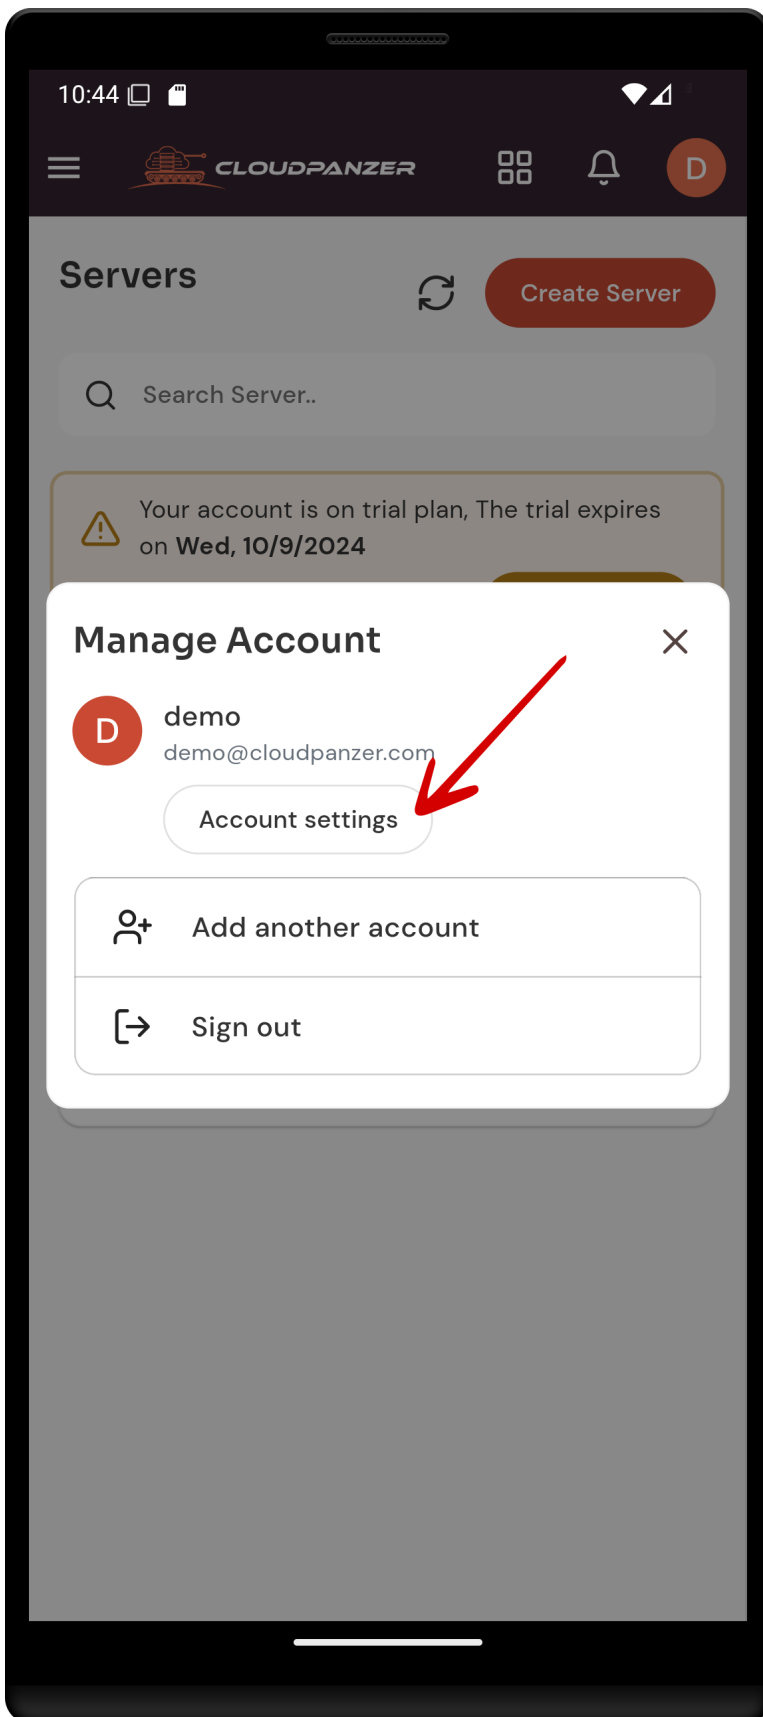 10:44
CLOUDPANZER
D
Servers
Create Server
Search Server..
Your account is on trial plan, The trial expires
on Wed, 10/9/2024
Manage Account
D
demo
demo@cloudpanzer.com
Account settings
Add another account
Sign out